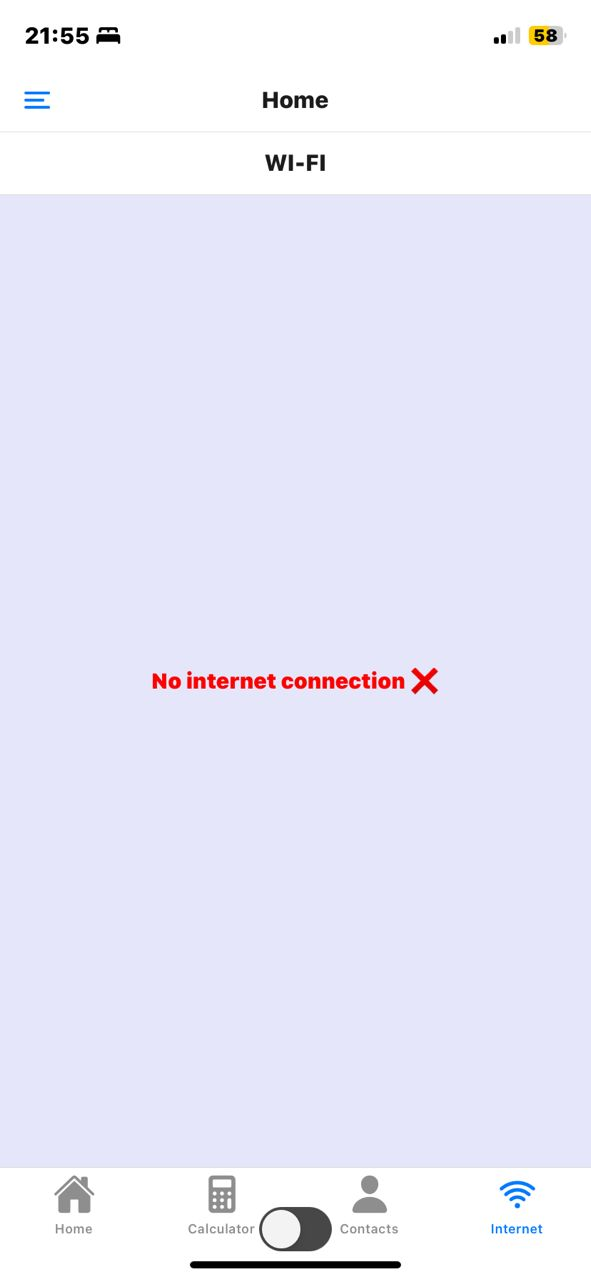 21:55
58
Home
WI-FI
No internet connection ❌
Home
Calculator
Contacts
Internet